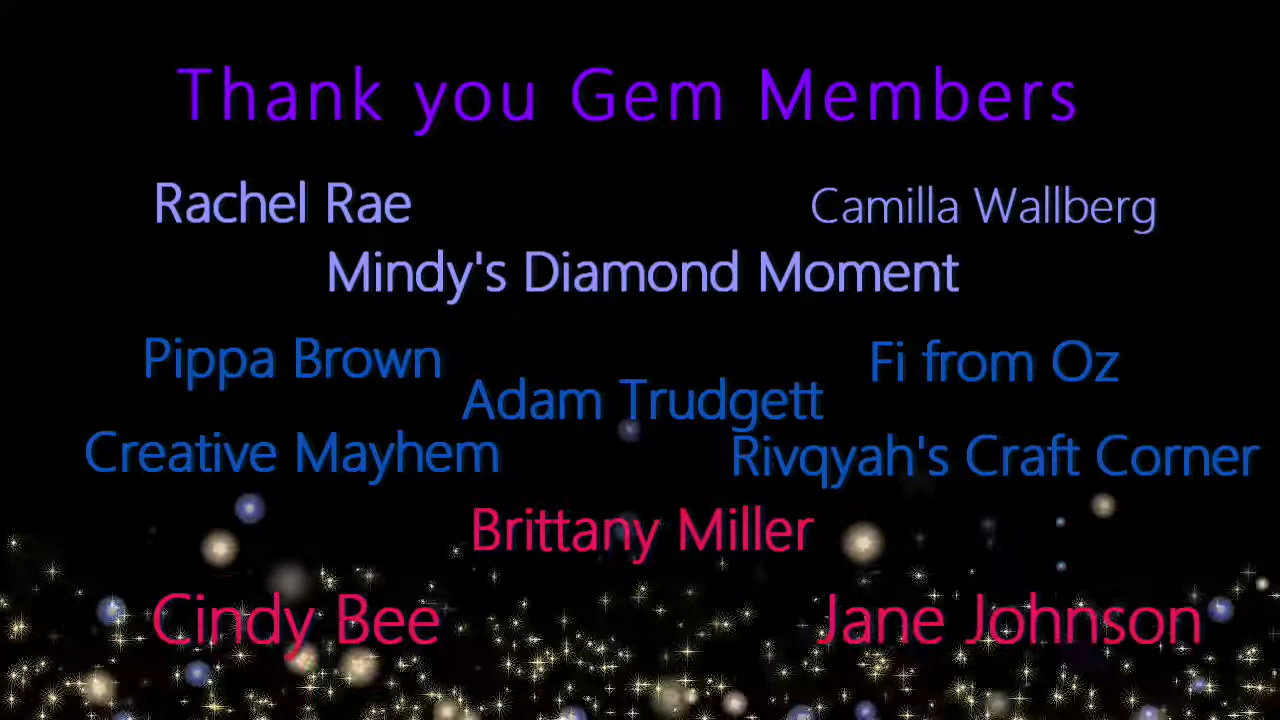 Thank you Gem Members
Rachel Rae
Camilla Wallberg
Mindy's Diamond Moment
Pippa Brown
Fi from Oz
Adam Trudgett
Creative Mayhem
Rivqyah's Craft Corner
Brittany Miller
Cindy Bee
Jane Johnson